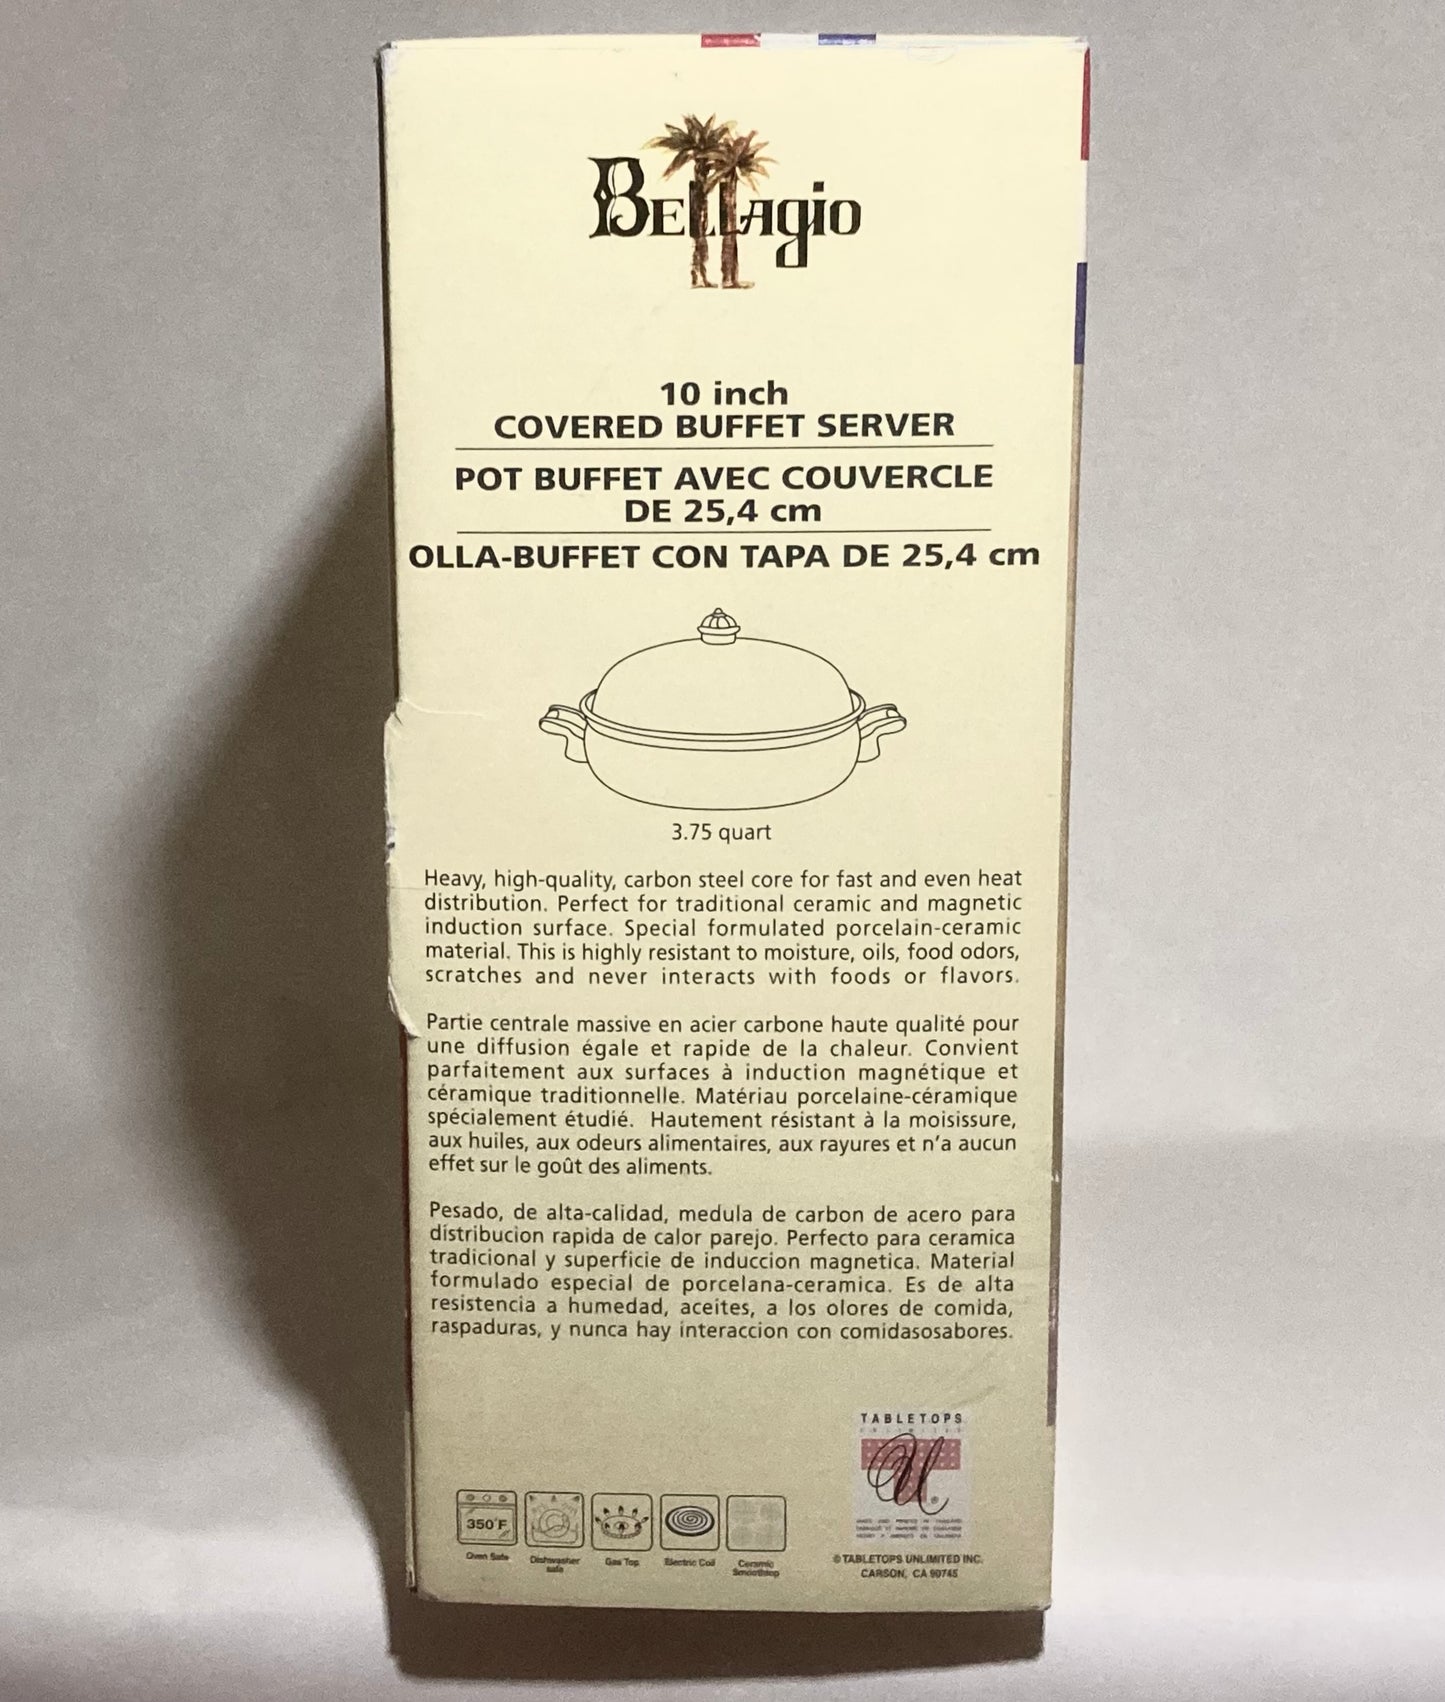 Bellagio
10 inch
COVERED BUFFET SERVER
POT BUFFET AVEC COUVERCLE
DE 25,4 cm
OLLA-BUFFET CON TAPA DE 25,4 cm
3.75 quart
Heavy, high-quality, carbon steel core for fast and even heat
distribution. Perfect for traditional ceramic and magnetic
induction surface. Special formulated porcelain-ceramic
material. This is highly resistant to moisture, oils, food odors,
scratches and never interacts with foods or flavors.
Partie centrale massive en acier carbone haute qualité pour
une diffusion égale et rapide de la chaleur. Convient
parfaitement aux surfaces à induction magnétique et
céramique traditionnelle. Matériau porcelaine-céramique
spécialement étudié. Hautement résistant à la moisissure,
aux huiles, aux odeurs alimentaires, aux rayures et n'a aucun
effet sur le goût des aliments.
Pesado, de alta-calidad, medula de carbon de acero para
distribucion rapida de calor parejo. Perfecto para ceramica
tradicional y superficie de induccion magnetica. Material
formulado especial de porcelana-ceramica. Es de alta
resistencia a humedad, aceites, a los olores de comida,
raspaduras, y nunca hay interaccion con comidasosabores.
TABLETOPS
UNLIMITED
TU®
350°F
Oven Safe
Dishwasher
safe
Gas Top
Electric Coil
Ceramic
Smoothtop
© TABLETOPS UNLIMITED INC.
CARSON, CA 90745